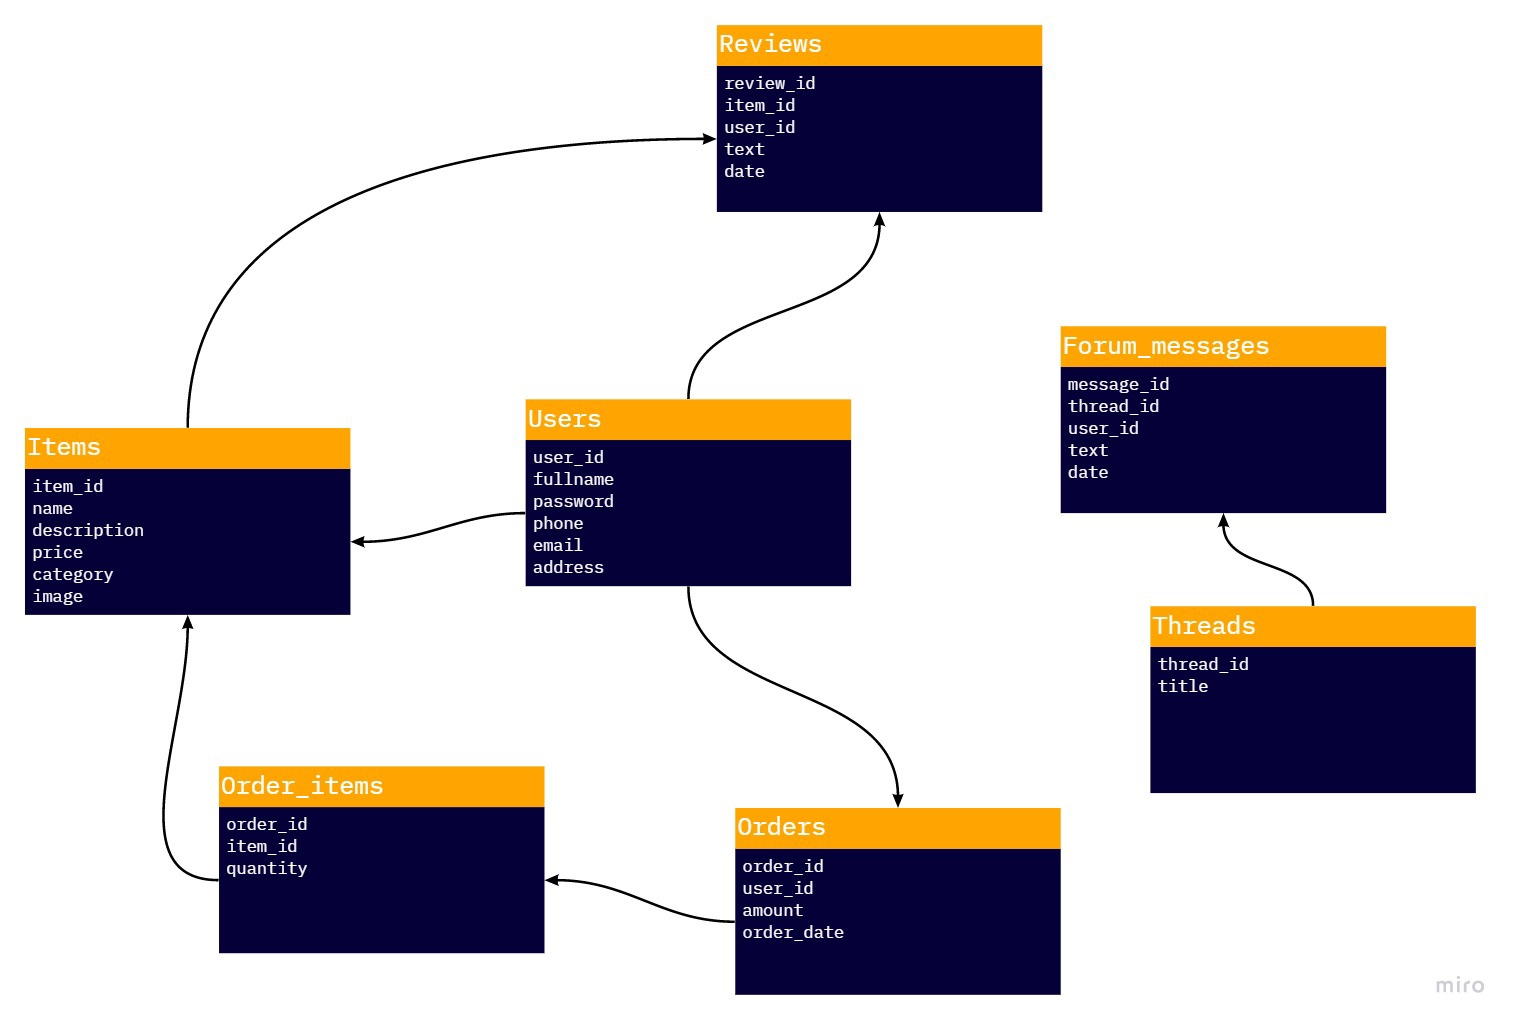 Reviews
review_id
item_id
user_id
text
date
Forum_messages
message_id
thread_id
user_id
text
date
Users
user_id
fullname
password
phone
email
address
Items
item_id
name
description
price
category
image
Threads
thread_id
title
Order_items
order_id
item_id
quantity
Orders
order_id
user_id
amount
order_date
miro